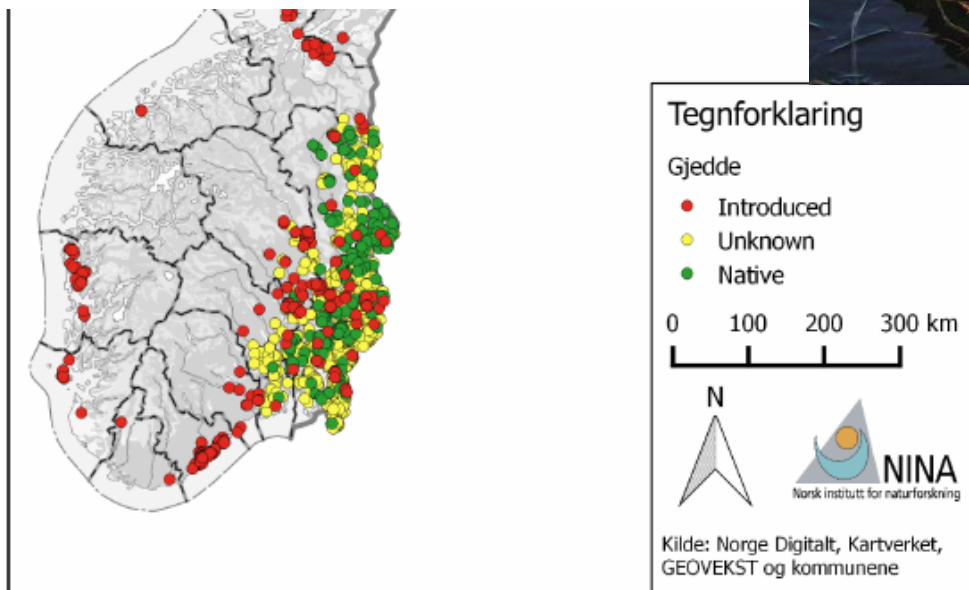 Tegnforklaring
Gjedde
Introduced
Unknown
Native
0 100 200 300 km
N
NINA
Norsk institutt for naturforskning
Kilde: Norge Digitalt, Kartverket,
GEOVEKST og kommunene